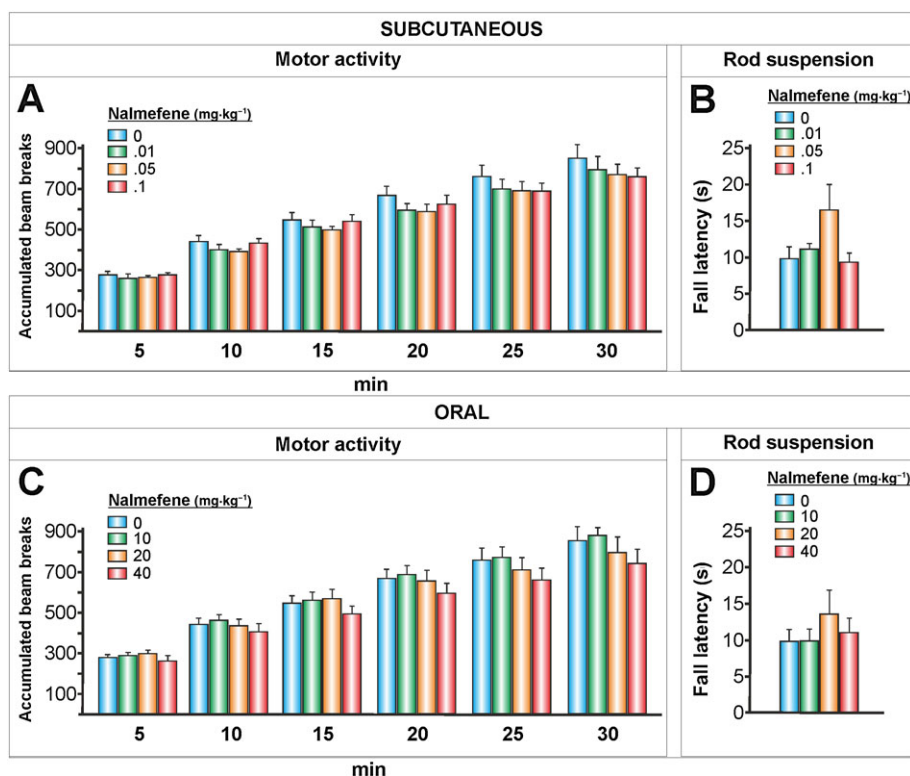 SUBCUTANEOUS
Motor activity
Rod suspension
A
Nalmefene (mg·kg⁻¹)
0
.01
.05
.1
Accumulated beam breaks
900
700
500
300
100
5 10 15 20 25 30
min
B
Nalmefene (mg·kg⁻¹)
0
.01
.05
.1
Fall latency (s)
25
20
15
10
5
0
ORAL
Motor activity
Rod suspension
C
Nalmefene (mg·kg⁻¹)
0
10
20
40
Accumulated beam breaks
900
700
500
300
100
5 10 15 20 25 30
min
D
Nalmefene (mg·kg⁻¹)
0
10
20
40
Fall latency (s)
25
20
15
10
5
0